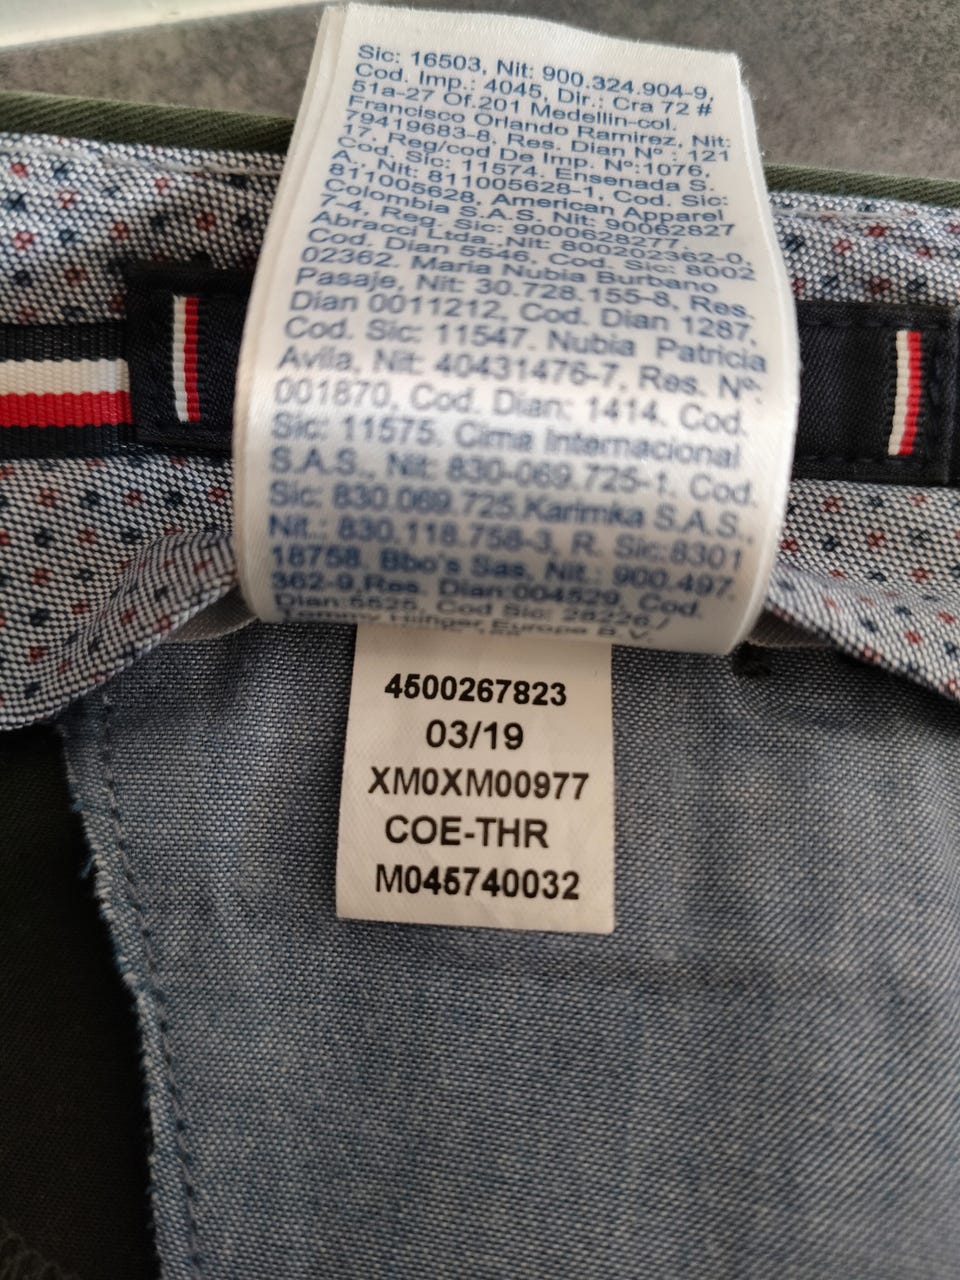 Sic: 16503, Nit: 900.324.904-9,
Cod. Imp.: 4045, Dir.: Cra 72 #
51a-27 Of.201 Medellin-col.
Francisco Orlando Ramirez, Nit:
79419683-8, Res. Dian Nº : 121
17, Reg/cod De Imp. Nº:1076,
Cod. Sic: 11574. Ensenada S.
A., Nit: 811005628-1, Cod. Sic:
811005628, American Apparel
Colombia S.A.S. Nit: 90062827
7-4, Reg. Sic: 9000628277.
Abracci Ltda., Nit: 800202362-0,
Cod. Dian 5546, Cod. Sic: 8002
02362. Maria Nubia Burbano
Pasaje, Nit: 30.728.155-8, Res.
Dian 0011212, Cod. Dian 1287,
Cod. Sic: 11547. Nubia Patricia
Avila, Nit: 40431476-7, Res. Nº:
001870, Cod. Dian: 1414. Cod.
Sic: 11575. Cima Internacional
S.A.S., Nit: 830-069.725-1. Cod.
Sic: 830.069.725.Karimka S.A.S.,
Nit.: 830.118.758-3, R. Sic:8301
18758. Bbo's Sas, Nit.: 900.497.
362-9,Res. Dian:004529, Cod.
Dian:5525, Cod Sic: 28226./
Tommy Hilfiger Europe B.V.
4500267823
03/19
XM0XM00977
COE-THR
M045740032